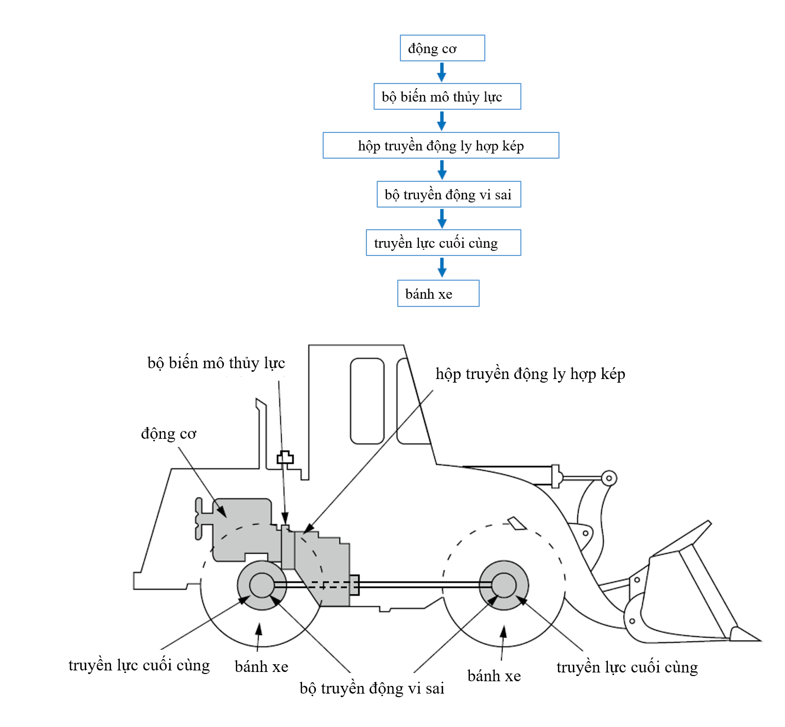 động cơ
bộ biến mô thủy lực
hộp truyền động ly hợp kép
bộ truyền động vi sai
truyền lực cuối cùng
bánh xe
bộ biến mô thủy lực
hộp truyền động ly hợp kép
động cơ
truyền lực cuối cùng
bánh xe
bộ truyền động vi sai
bánh xe
truyền lực cuối cùng